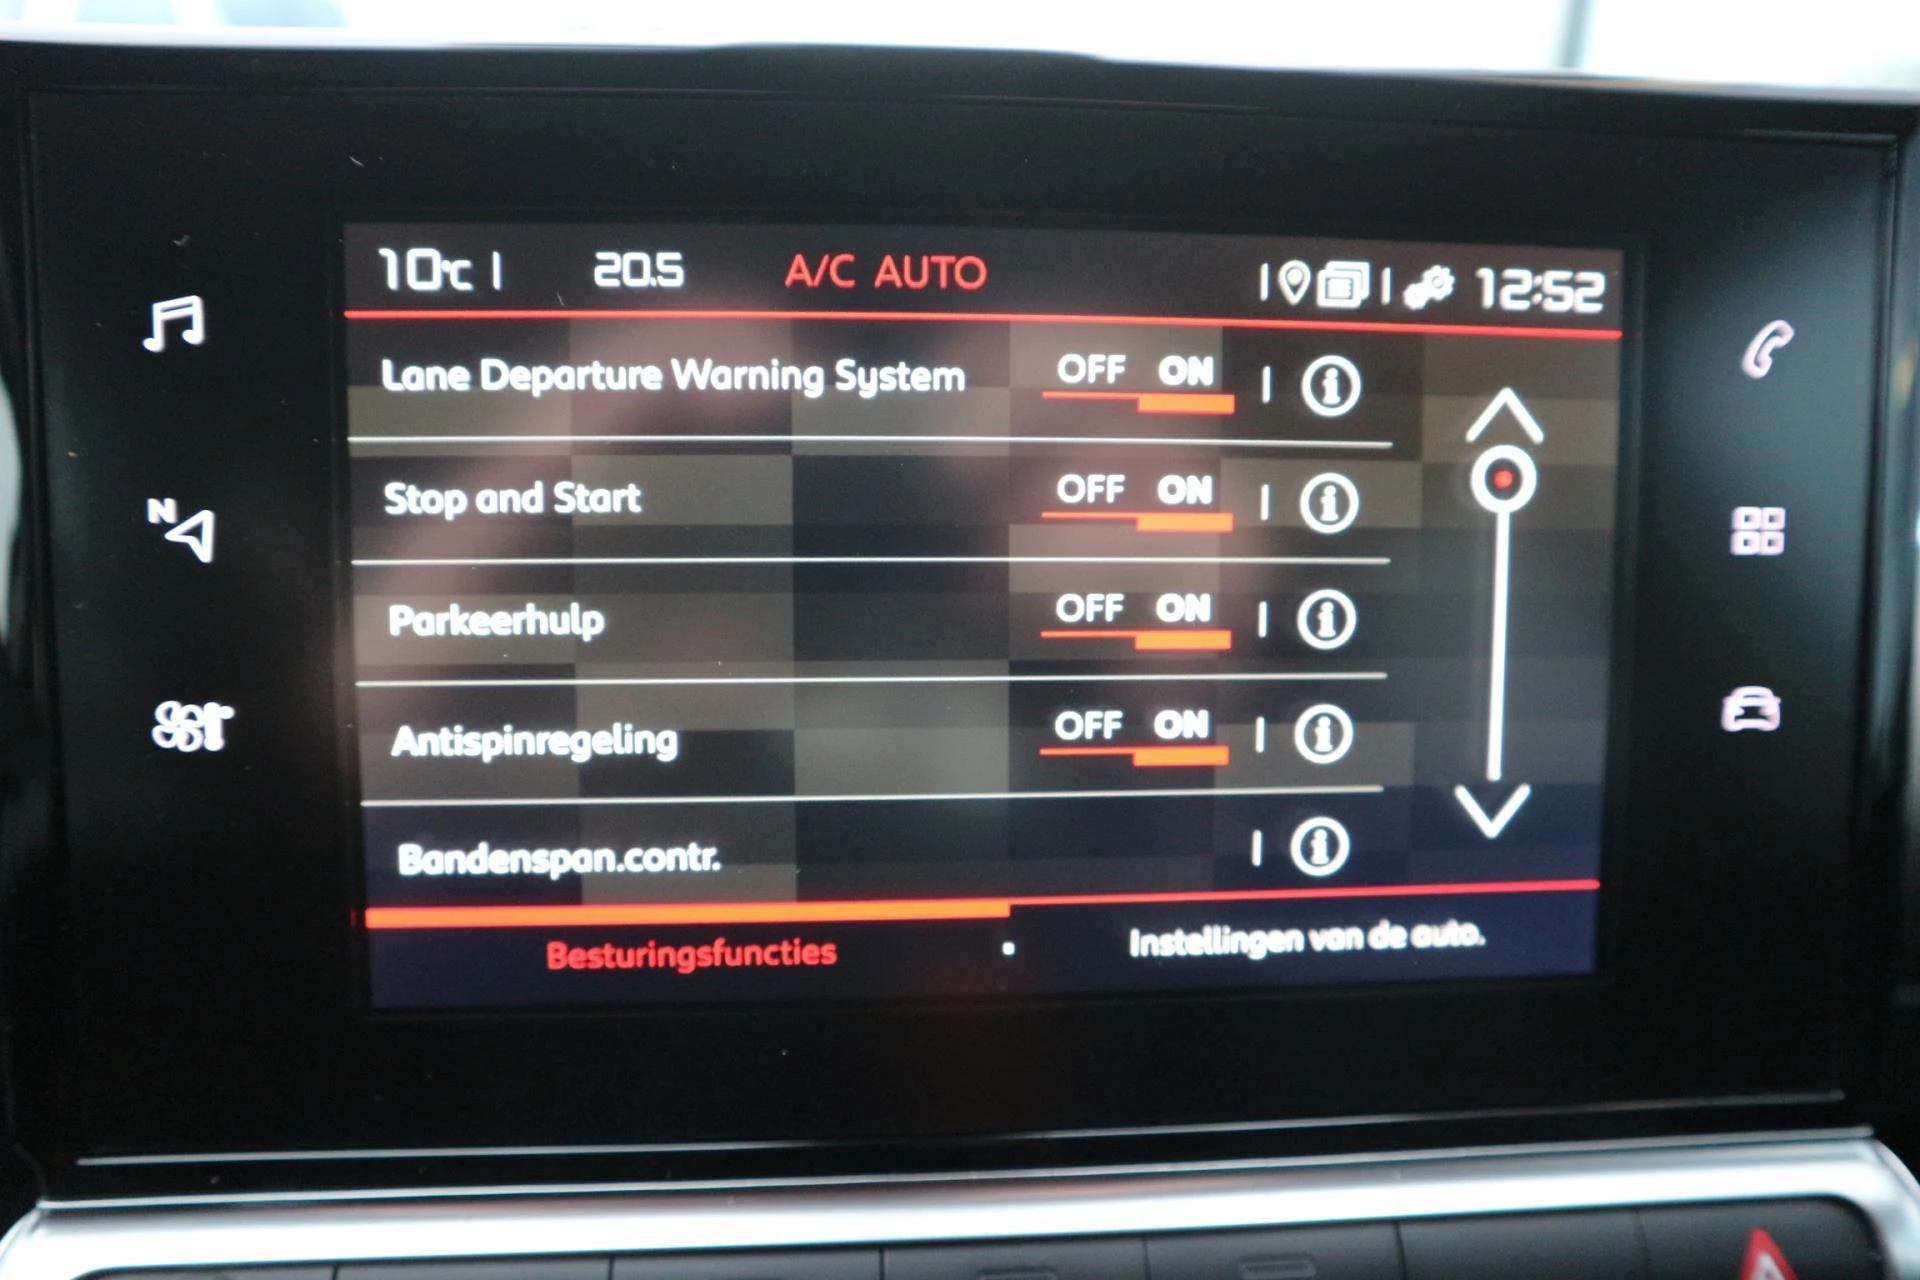 10°C 20.5 A/C AUTO 12:52
Lane Departure Warning System OFF ON
Stop and Start OFF ON
N
Parkeerhulp OFF ON
Antispinregeling OFF ON
Bandenspan.contr.
Besturingsfuncties Instellingen van de auto.